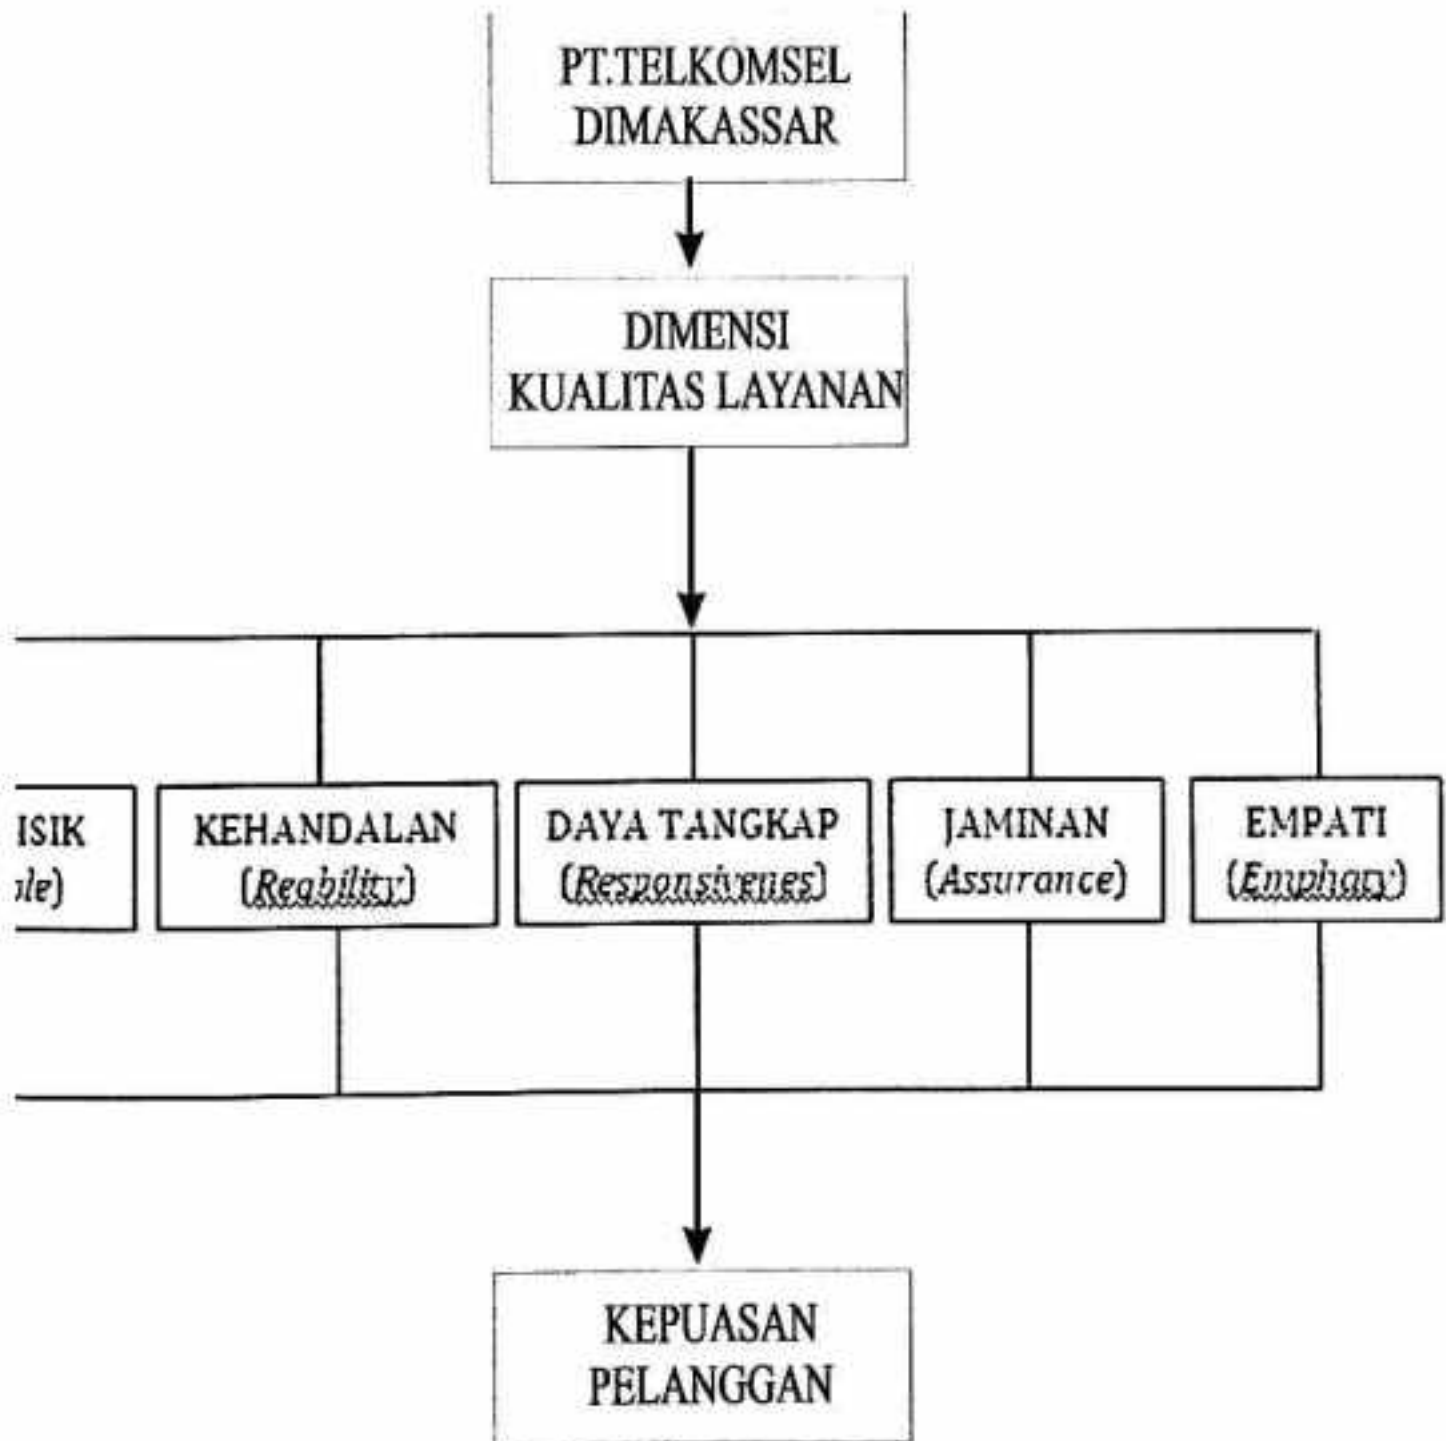 PT.TELKOMSEL
DIMAKASSAR
DIMENSI
KUALITAS LAYANAN
ISIK
KEHANDALAN
(Reability)
DAYA TANGKAP
(Responsivenes)
JAMINAN
(Assurance)
EMPATI
(Emphaty)
KEPUASAN
PELANGGAN